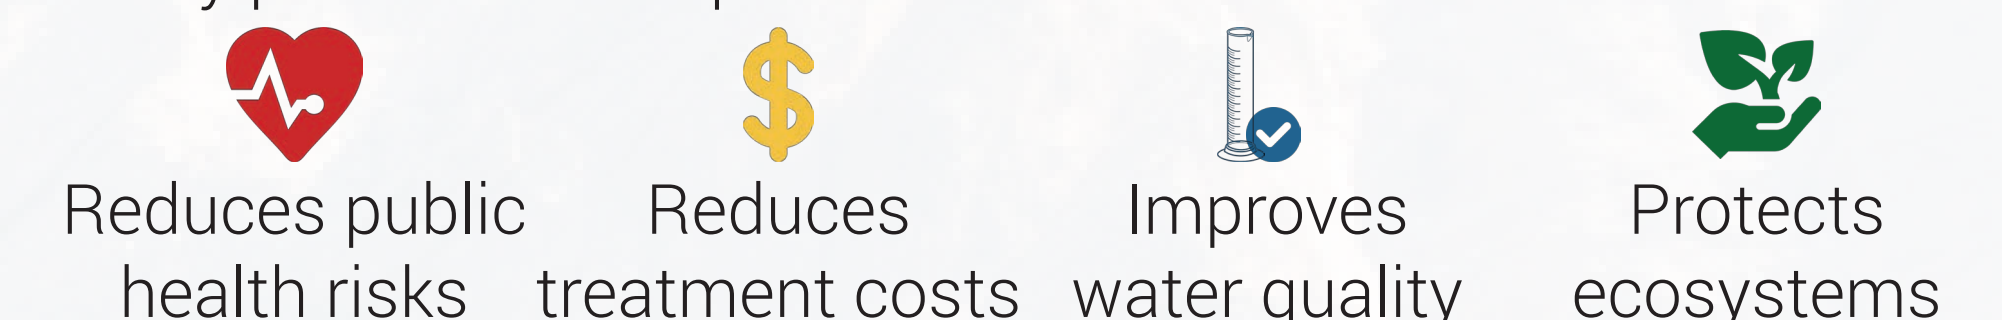 Reduces public
health risks
Reduces
treatment costs
Improves
water quality
Protects
ecosystems